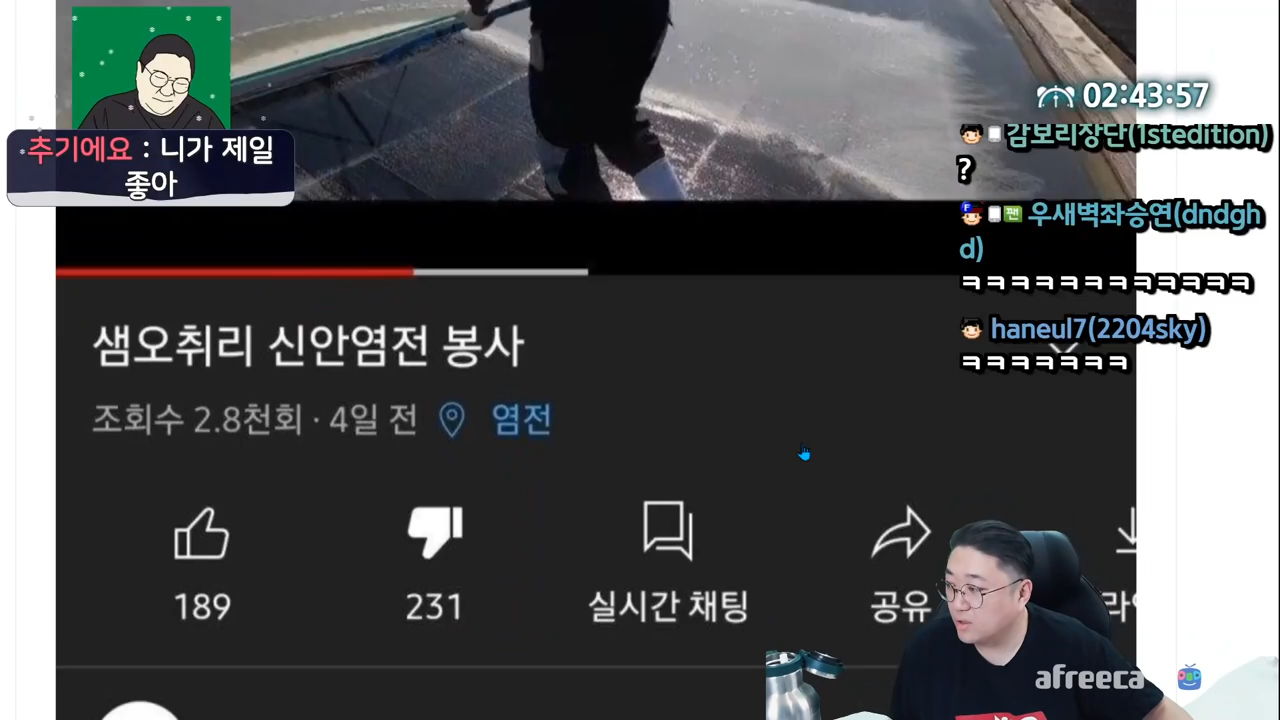 추기에요 : 니가 제일
좋아
02:43:57
감보리장단(1stedition)
?
F 팬 우새벽좌승연(dndgh
d)
ㅋㅋㅋㅋㅋㅋㅋㅋㅋㅋㅋㅋ
haneul7(2204sky)
ㅋㅋㅋㅋㅋㅋㅋ
샘오취리 신안염전 봉사
조회수 2.8천회 · 4일 전 염전
189
231
실시간 채팅
공유
afreeca